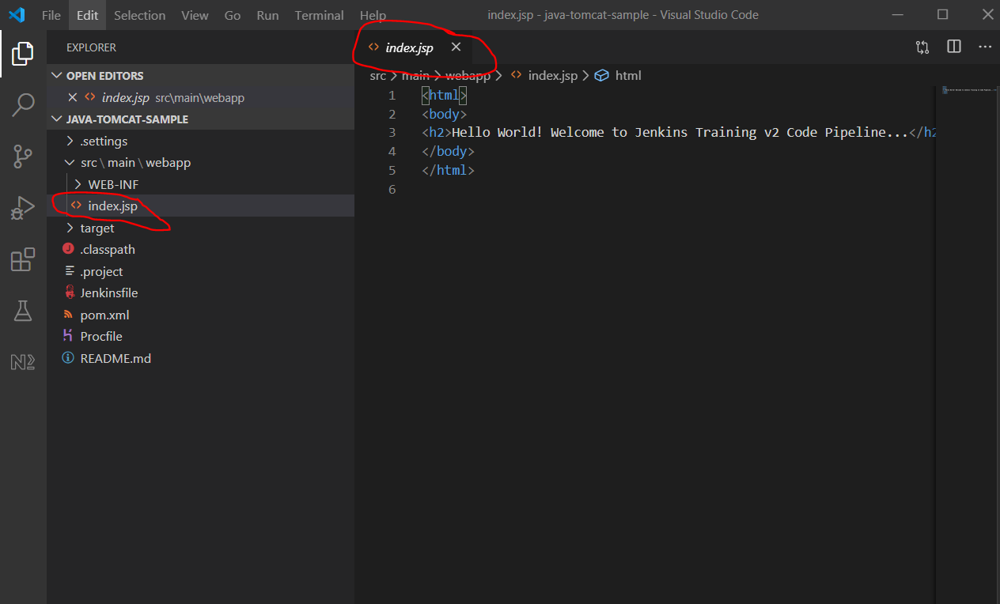 File Edit Selection View Go Run Terminal Help index.jsp - java-tomcat-sample - Visual Studio Code
EXPLORER
OPEN EDITORS
index.jsp src\main\webapp
JAVA-TOMCAT-SAMPLE
.settings
src\main\webapp
WEB-INF
index.jsp
target
.classpath
.project
Jenkinsfile
pom.xml
Procfile
README.md
index.jsp
src > main > webapp > index.jsp > html
1 <html>
2 <body>
3 <h2>Hello World! Welcome to Jenkins Training v2 Code Pipeline...</h2
4 </body>
5 </html>
6